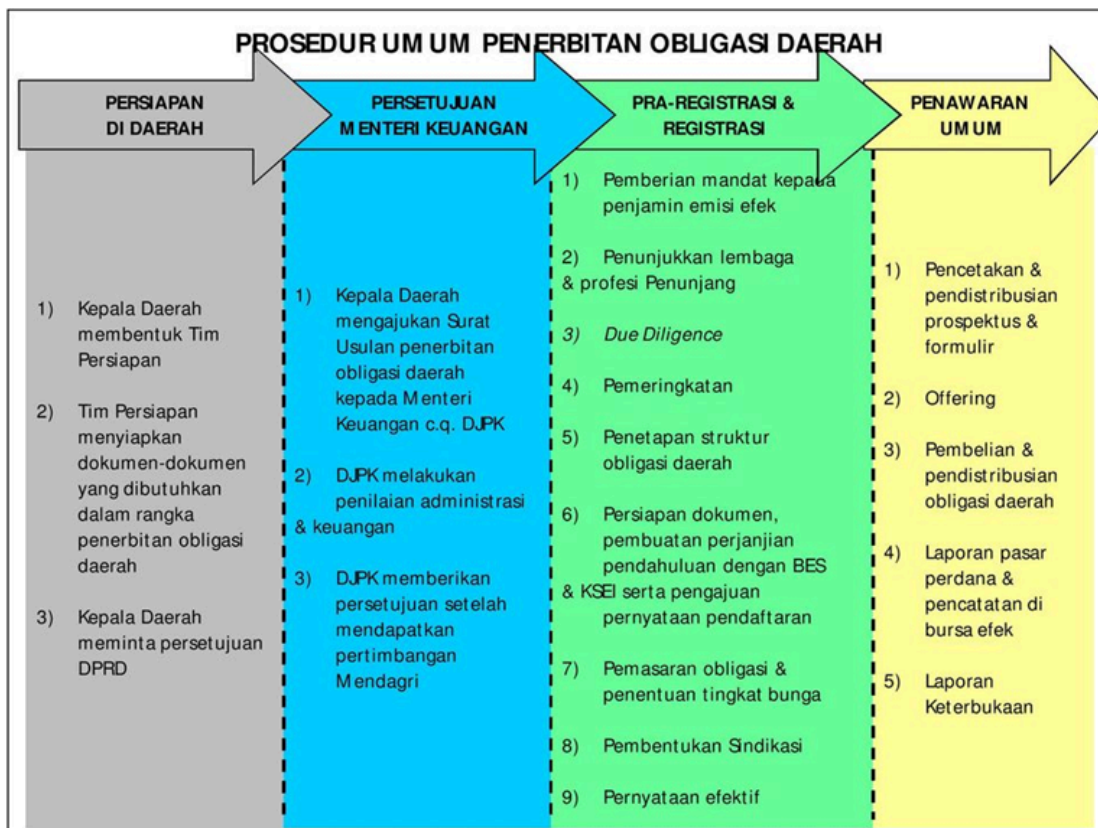 PROSEDUR UMUM PENERBITAN OBLIGASI DAERAH
PERSIAPAN
DI DAERAH
1) Kepala Daerah
membentuk Tim
Persiapan
2) Tim Persiapan
menyiapkan
dokumen-dokumen
yang dibutuhkan
dalam rangka
penerbitan obligasi
daerah
3) Kepala Daerah
meminta persetujuan
DPRD
PERSETUJUAN
MENTERI KEUANGAN
1) Kepala Daerah
mengajukan Surat
Usulan penerbitan
obligasi daerah
kepada Menteri
Keuangan c.q. DJPK
2) DJPK melakukan
penilaian administrasi
& keuangan
3) DJPK memberikan
persetujuan setelah
mendapatkan
pertimbangan
Mendagri
PRA-REGISTRASI &
REGISTRASI
1) Pemberian mandat kepada
penjamin emisi efek
2) Penunjukkan lembaga
& profesi Penunjang
3) Due Diligence
4) Pemeringkatan
5) Penetapan struktur
obligasi daerah
6) Persiapan dokumen,
pembuatan perjanjian
pendahuluan dengan BES
& KSEI serta pengajuan
pernyataan pendaftaran
7) Pemasaran obligasi &
penentuan tingkat bunga
8) Pembentukan Sindikasi
9) Pernyataan efektif
PENAWARAN
UMUM
1) Pencetakan &
pendistribusian
prospektus &
formulir
2) Offering
3) Pembelian &
pendistribusian
obligasi daerah
4) Laporan pasar
perdana &
pencatatan di
bursa efek
5) Laporan
Keterbukaan